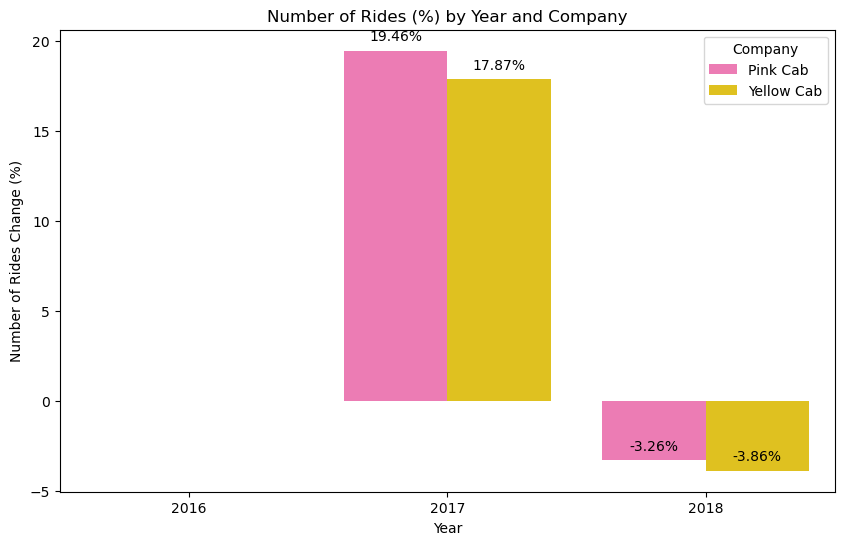 Number of Rides (%) by Year and Company
Number of Rides Change (%)
20
15
10
5
0
−5
19.46%
17.87%
-3.26%
-3.86%
Company
Pink Cab
Yellow Cab
2016
2017
2018
Year